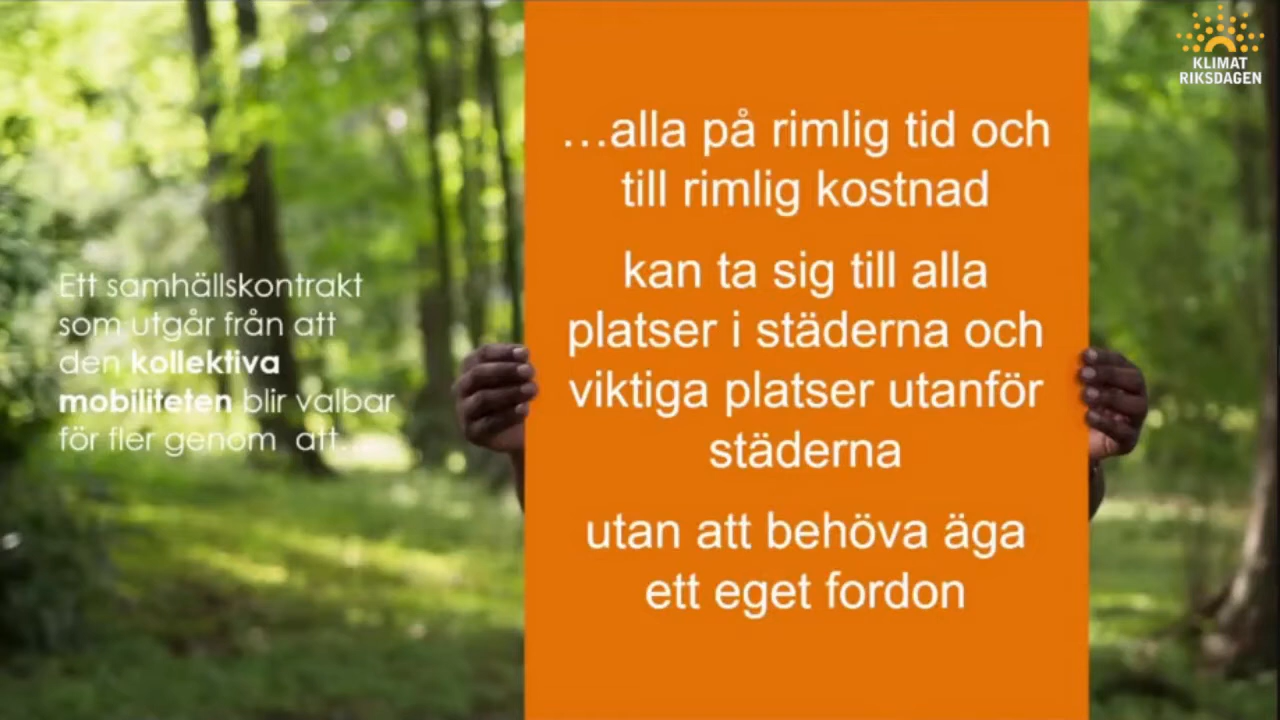 Ett samhällskontrakt
som utgår från att
den kollektiva
mobiliteten blir valbar
för fler genom att…
…alla på rimlig tid och
till rimlig kostnad
kan ta sig till alla
platser i städerna och
viktiga platser utanför
städerna
utan att behöva äga
ett eget fordon
KLIMAT
RIKSDAGEN